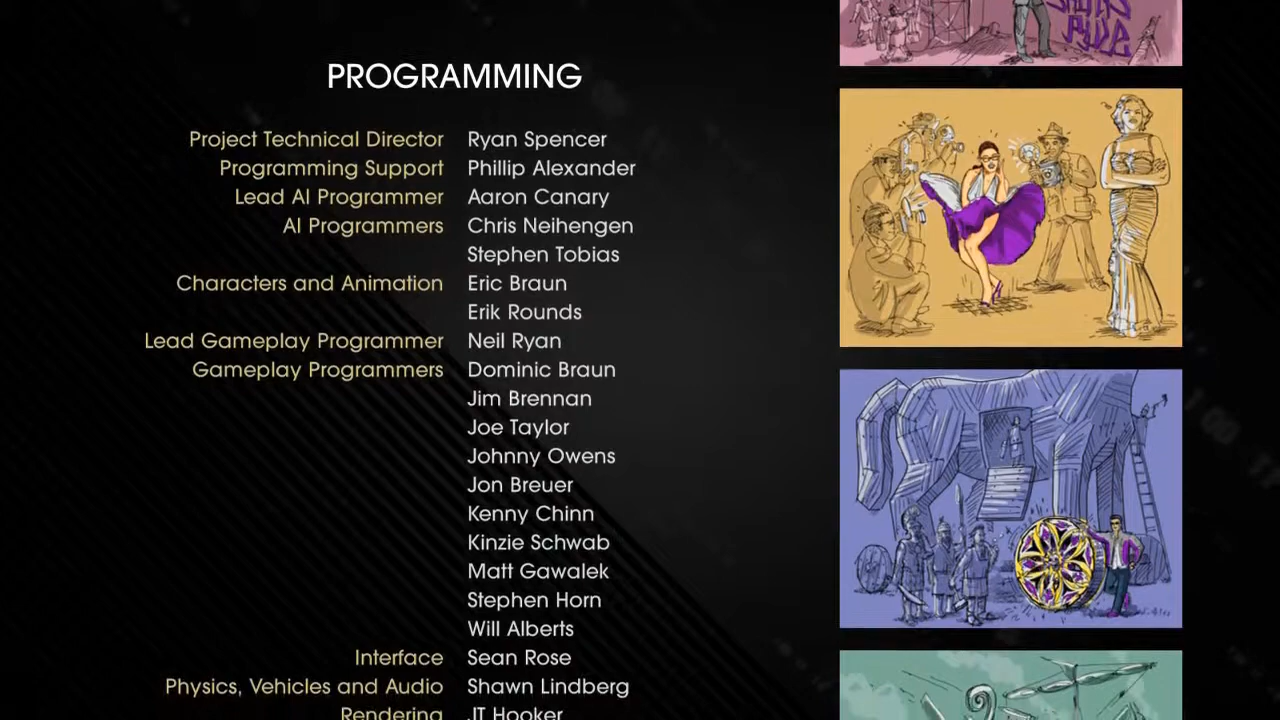 PROGRAMMING
Project Technical Director Ryan Spencer
Programming Support Phillip Alexander
Lead AI Programmer Aaron Canary
AI Programmers Chris Neihengen
Stephen Tobias
Characters and Animation Eric Braun
Erik Rounds
Lead Gameplay Programmer Neil Ryan
Gameplay Programmers Dominic Braun
Jim Brennan
Joe Taylor
Johnny Owens
Jon Breuer
Kenny Chinn
Kinzie Schwab
Matt Gawalek
Stephen Horn
Will Alberts
Interface Sean Rose
Physics, Vehicles and Audio Shawn Lindberg
Rendering JT Hooker